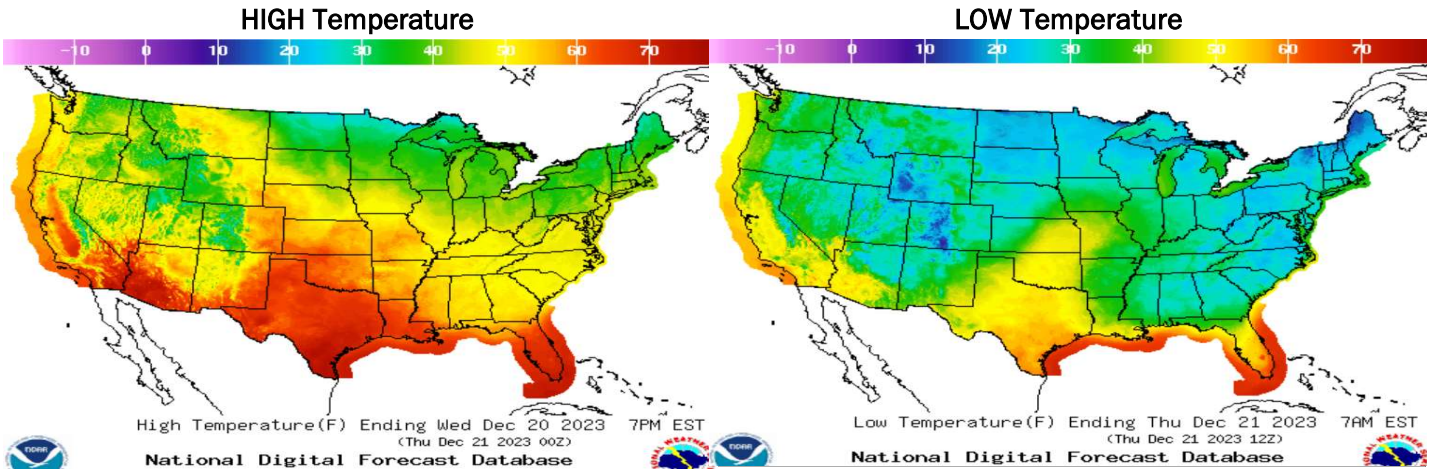 HIGH Temperature
-10 0 10 20 30 40 50 60 70
High Temperature(F) Ending Wed Dec 20 2023 7PM EST
(Thu Dec 21 2023 00Z)
National Digital Forecast Database
NOAA
LOW Temperature
-10 0 10 20 30 40 50 60 70
Low Temperature(F) Ending Thu Dec 21 2023 7AM EST
(Thu Dec 21 2023 12Z)
National Digital Forecast Database
NOAA